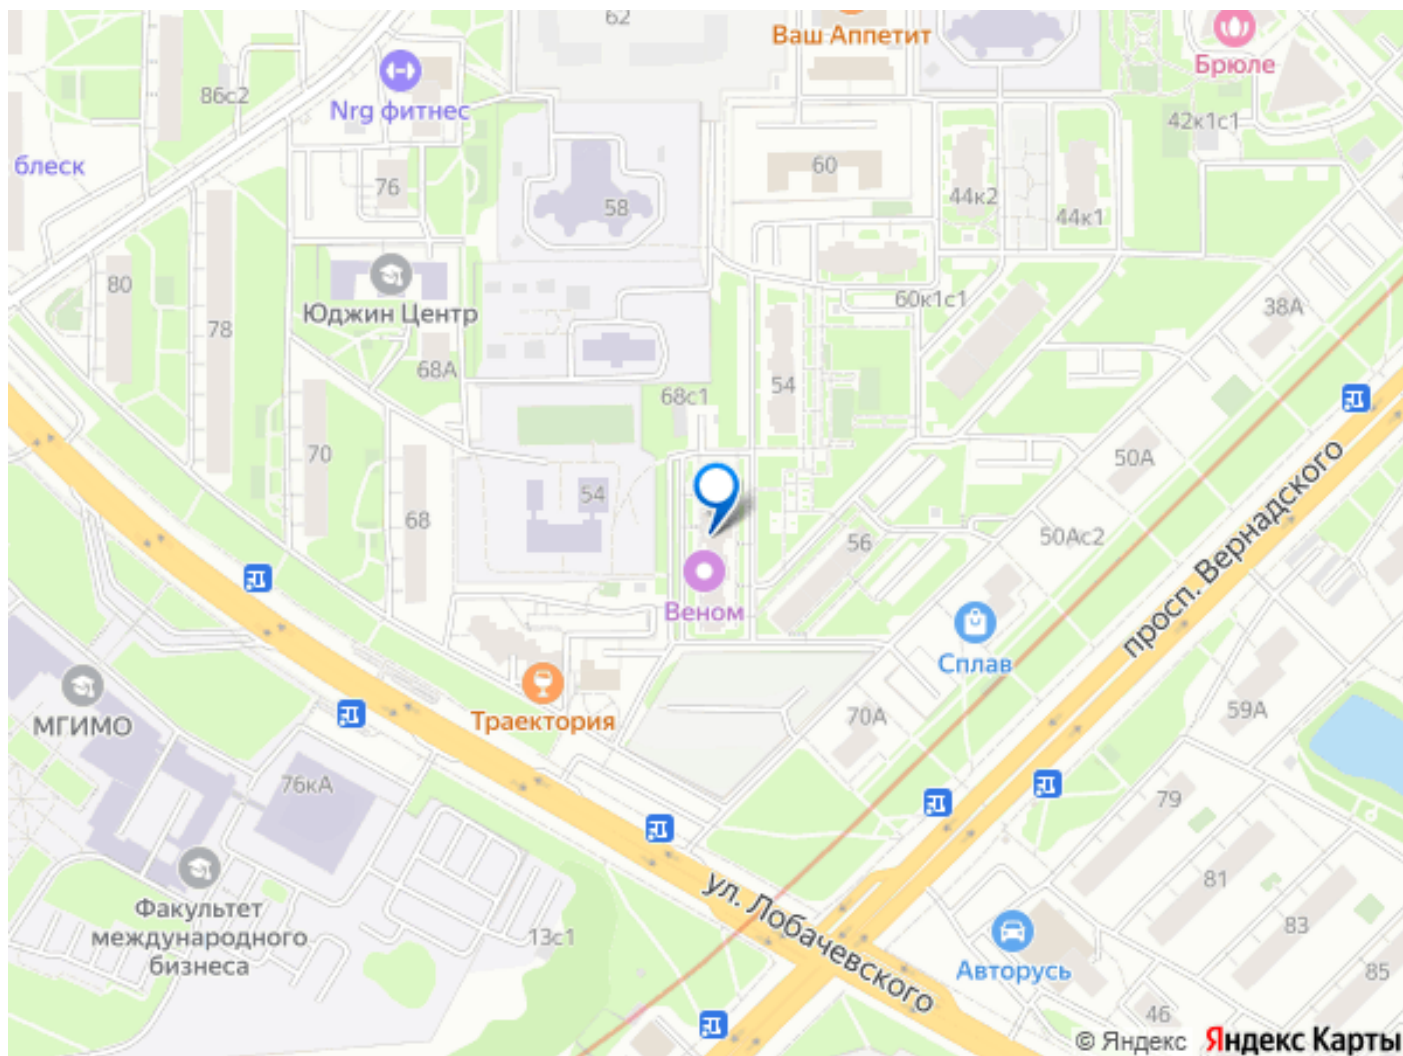 62
Ваш Аппетит
Брюле
86с2
Nrg фитнес
42к1с1
блеск
60
76
44к2
58
44к1
80
60к1с1
38А
Юджин Центр
78
68А
54
68с1
70
50А
54
68
50Ас2
56
просп. Вернадского
Веном
Сплав
МГИМО
Траектория
70А
59А
76кА
79
ул. Лобачевского
81
Факультет
международного
бизнеса
13с1
83
Авторусь
85
46
© Яндекс Яндекс Карты